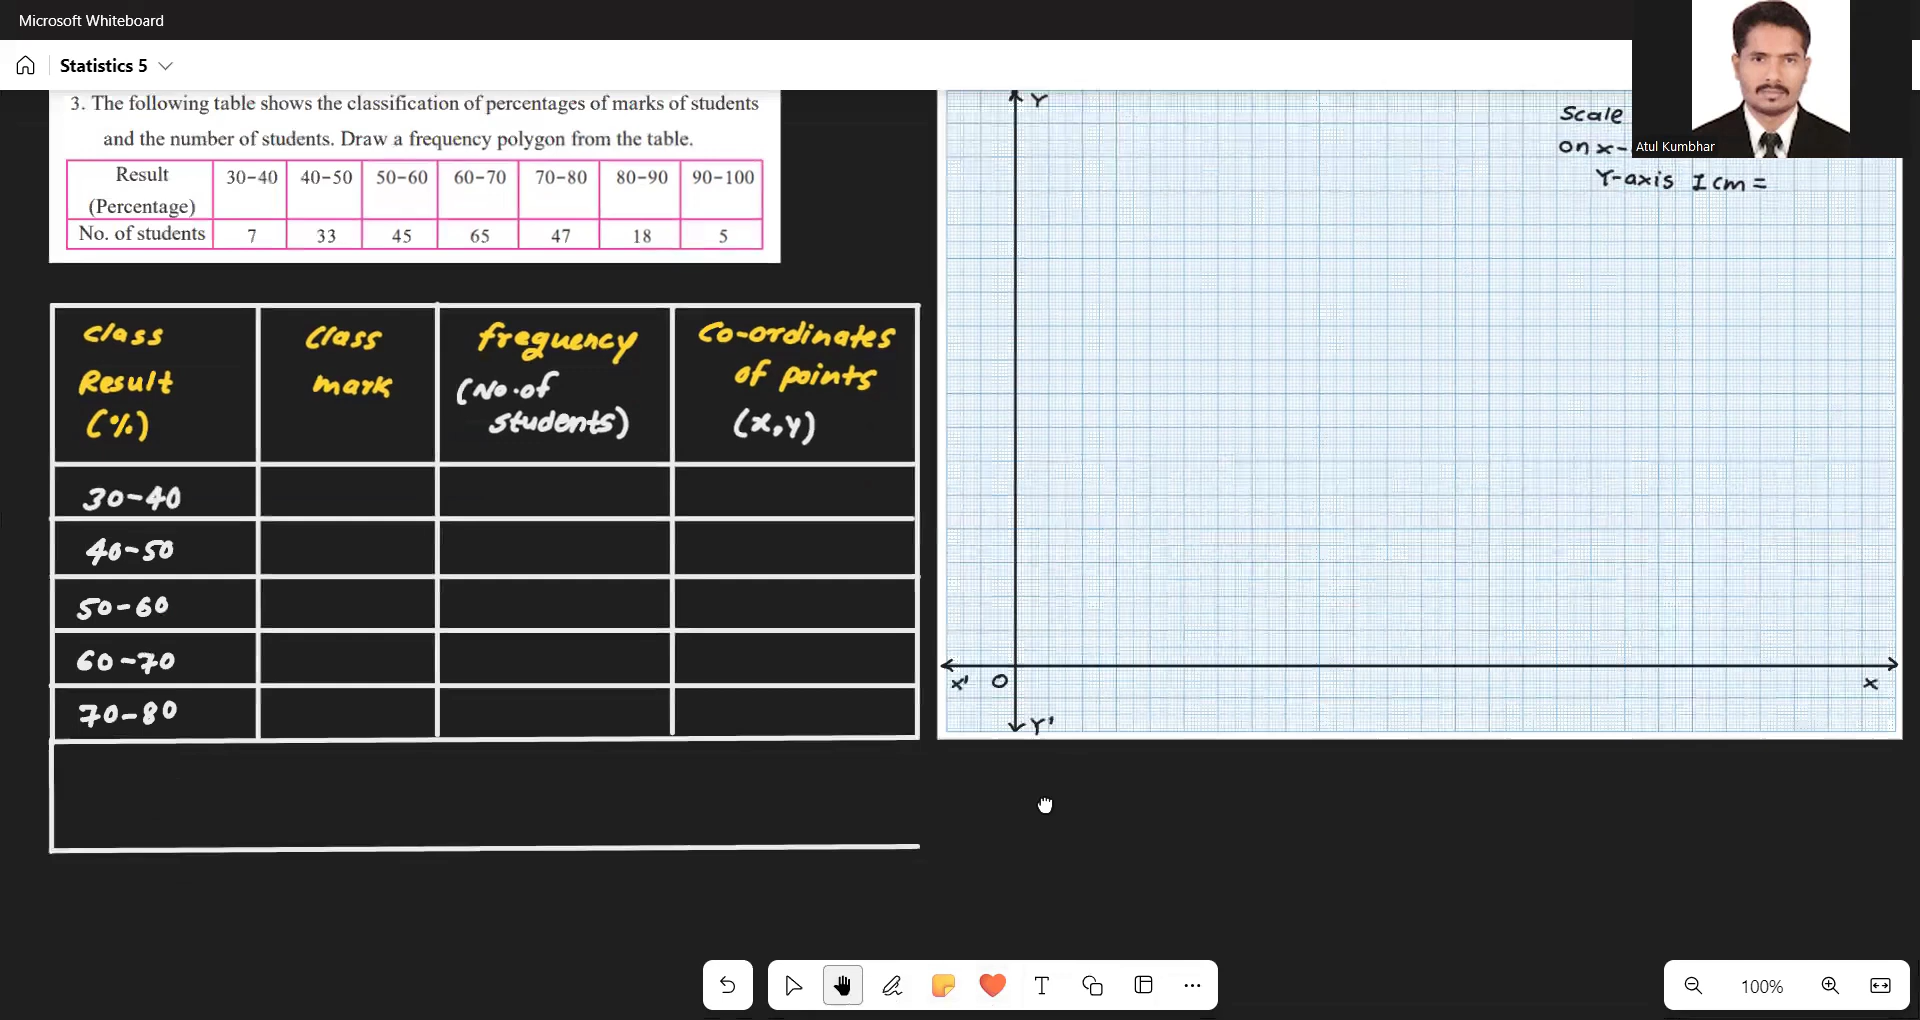 Microsoft Whiteboard
Statistics 5
3. The following table shows the classification of percentages of marks of students
and the number of students. Draw a frequency polygon from the table.
Result (Percentage) 30-40 40-50 50-60 60-70 70-80 80-90 90-100
No. of students 7 33 45 65 47 18 5
Class Result (%)
Class mark
frequency (No. of students)
Co-ordinates of points (x,y)
30-40
40-50
50-60
60-70
70-80
Y
Scale
on x-
Y-axis 1 cm =
X' O X
Y'
Atul Kumbhar
100%